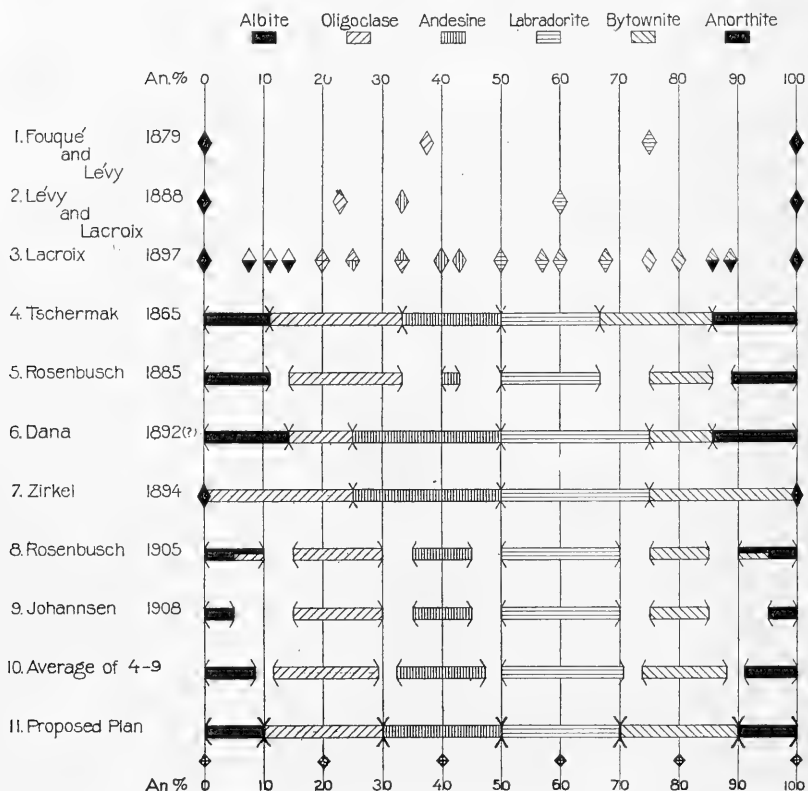 Albite Oligoclase Andesine Labradorite Bytownite Anorthite
An.% 0 10 20 30 40 50 60 70 80 90 100
1. Fouqué 1879
and
Lévy
2. Lévy 1888
and
Lacroix
3. Lacroix 1897
4. Tschermak 1865
5. Rosenbusch 1885
6. Dana 1892(?)
7. Zirkel 1894
8. Rosenbusch 1905
9. Johannsen 1908
10. Average of 4-9
11. Proposed Plan
An % 0 10 20 30 40 50 60 70 80 90 100